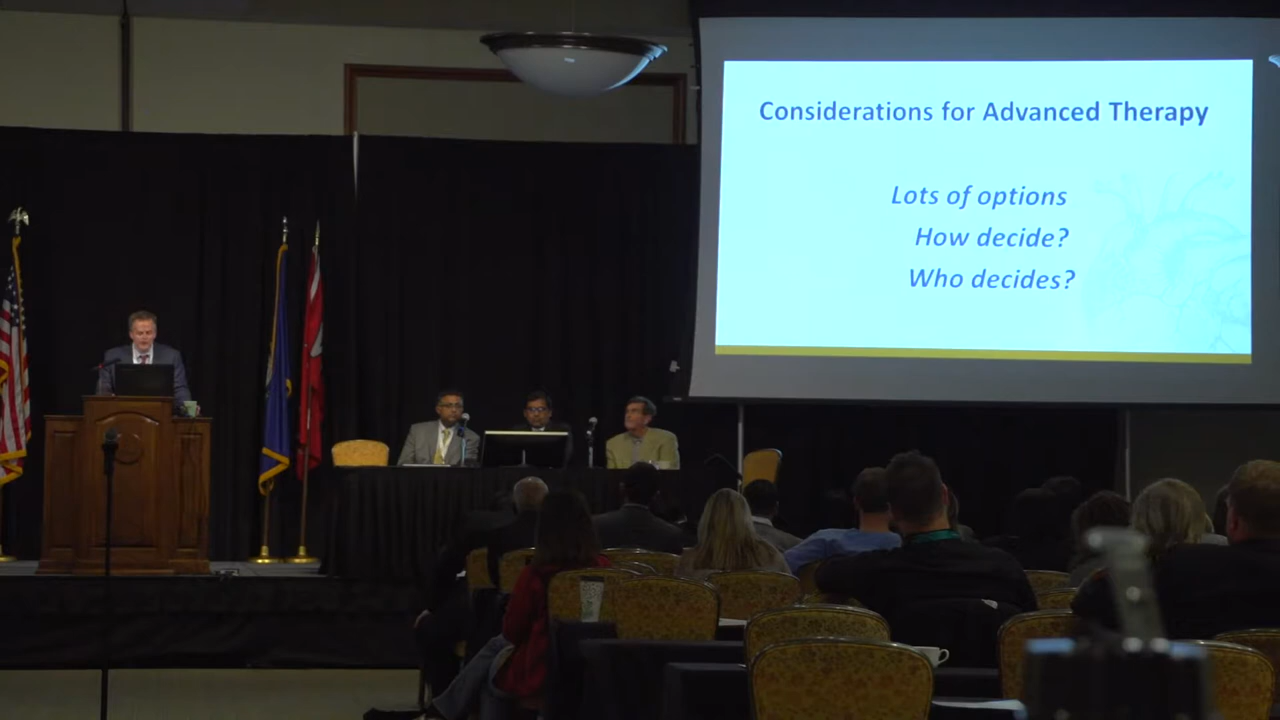 Considerations for Advanced Therapy
Lots of options
How decide?
Who decides?